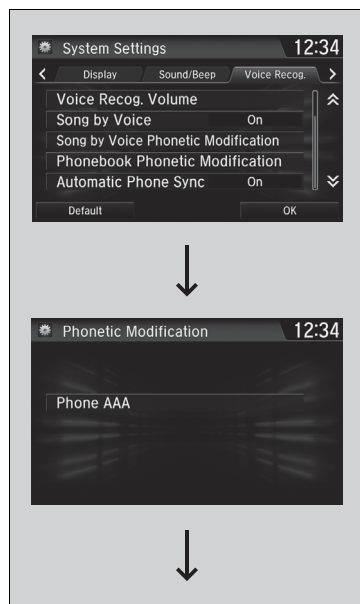 System Settings 12:34
Display Sound/Beep Voice Recog.
Voice Recog. Volume
Song by Voice On
Song by Voice Phonetic Modification
Phonebook Phonetic Modification
Automatic Phone Sync On
Default OK
Phonetic Modification 12:34
Phone AAA